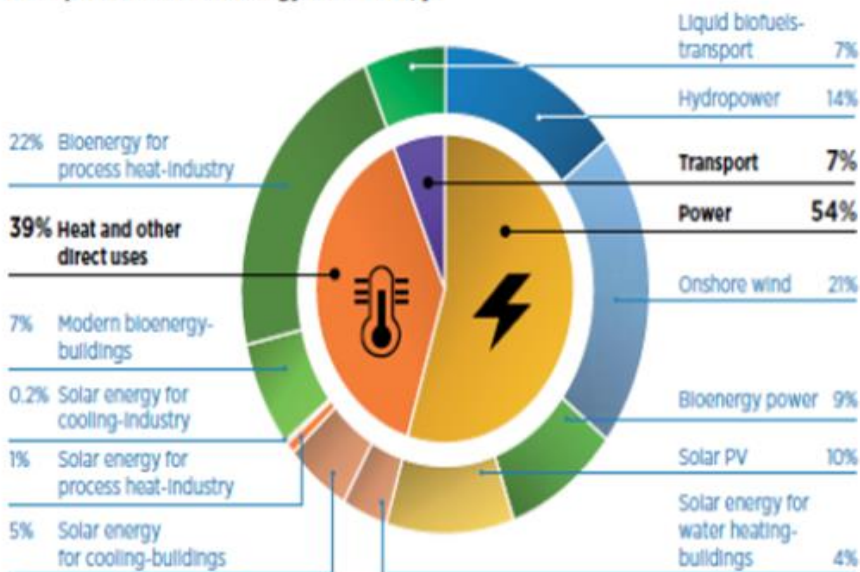 22% Bioenergy for
process heat-industry
39% Heat and other
direct uses
7% Modern bioenergy-
buildings
0.2% Solar energy for
cooling-industry
1% Solar energy for
process heat-industry
5% Solar energy
for cooling-buildings
Liquid biofuels-
transport 7%
Hydropower 14%
Transport 7%
Power 54%
Onshore wind 21%
Bioenergy power 9%
Solar PV 10%
Solar energy for
water heating-
buildings 4%